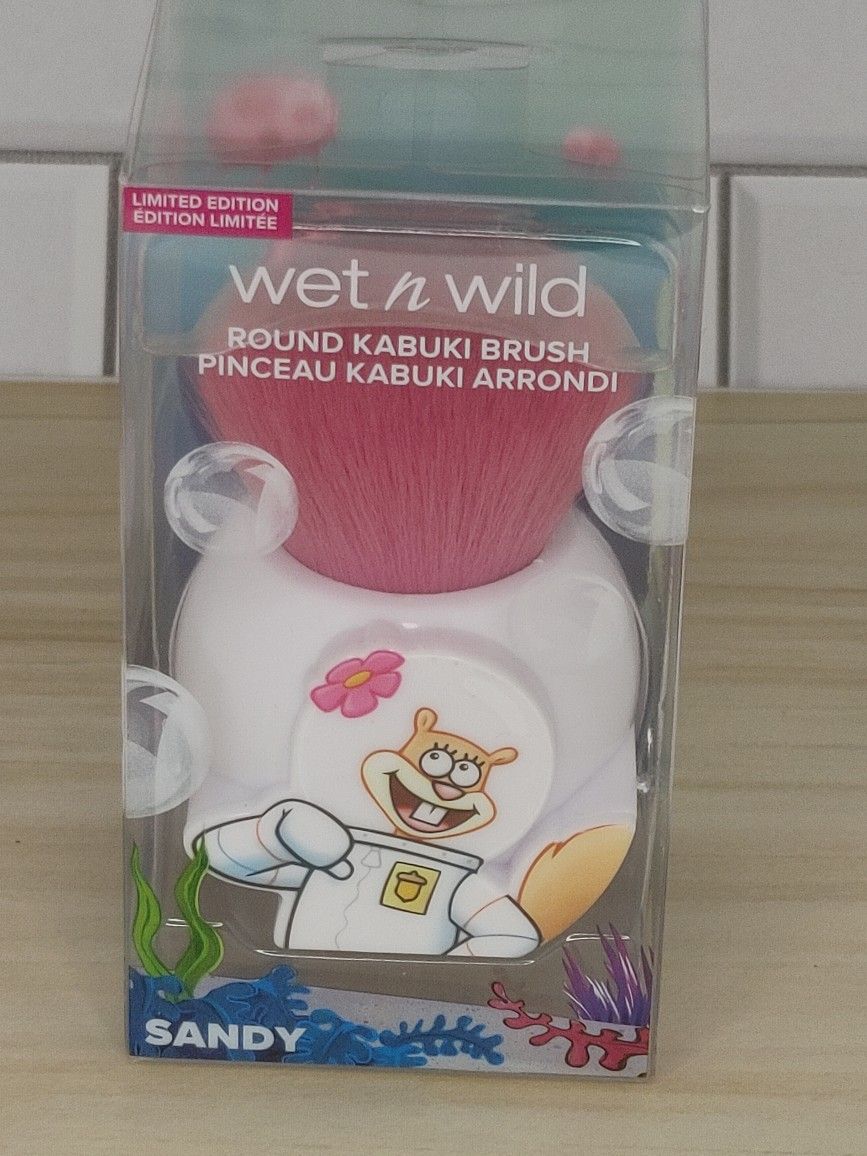 LIMITED EDITION
ÉDITION LIMITÉE
wet n wild
ROUND KABUKI BRUSH
PINCEAU KABUKI ARRONDI
SANDY